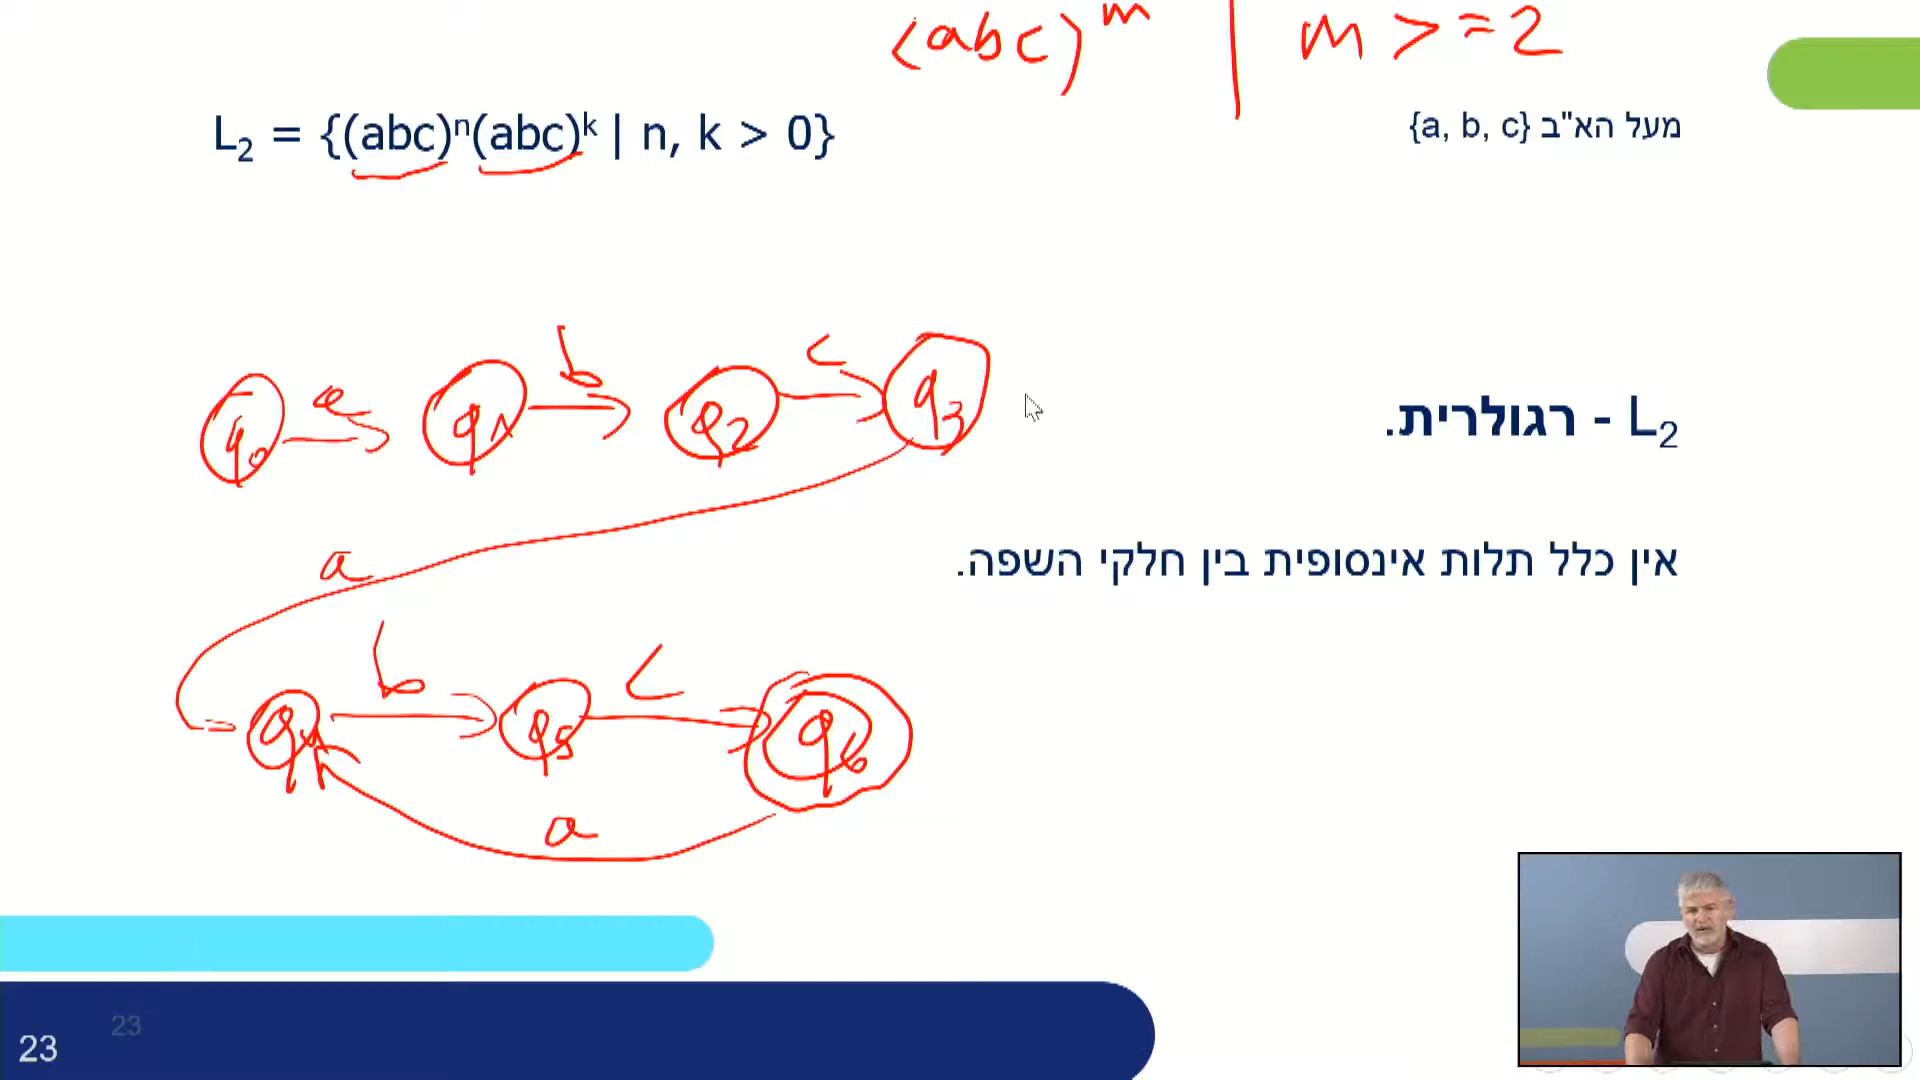 (abc)^m | m >= 2
L₂ = {(abc)ⁿ(abc)ᵏ | n, k > 0}
מעל הא"ב {a, b, c}
b c
a
q0 q1 q2 q3
L₂ - רגולרית.
אין כלל תלות אינסופית בין חלקי השפה.
a
b c
q4 q5 q6
a
23
23